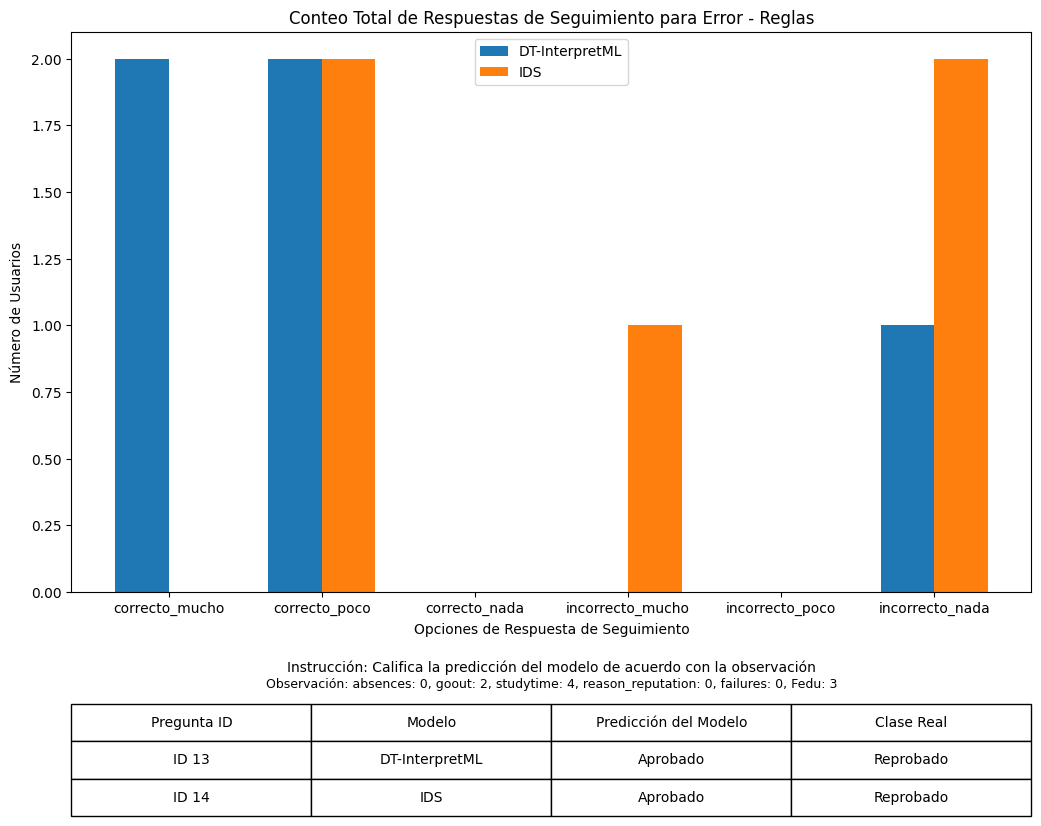 Conteo Total de Respuestas de Seguimiento para Error - Reglas
DT-InterpretML
IDS
Número de Usuarios
2.00
1.75
1.50
1.25
1.00
0.75
0.50
0.25
0.00
correcto_mucho correcto_poco correcto_nada incorrecto_mucho incorrecto_poco incorrecto_nada
Opciones de Respuesta de Seguimiento
Instrucción: Califica la predicción del modelo de acuerdo con la observación
Observación: absences: 0, goout: 2, studytime: 4, reason_reputation: 0, failures: 0, Fedu: 3
Pregunta ID Modelo Predicción del Modelo Clase Real
ID 13 DT-InterpretML Aprobado Reprobado
ID 14 IDS Aprobado Reprobado